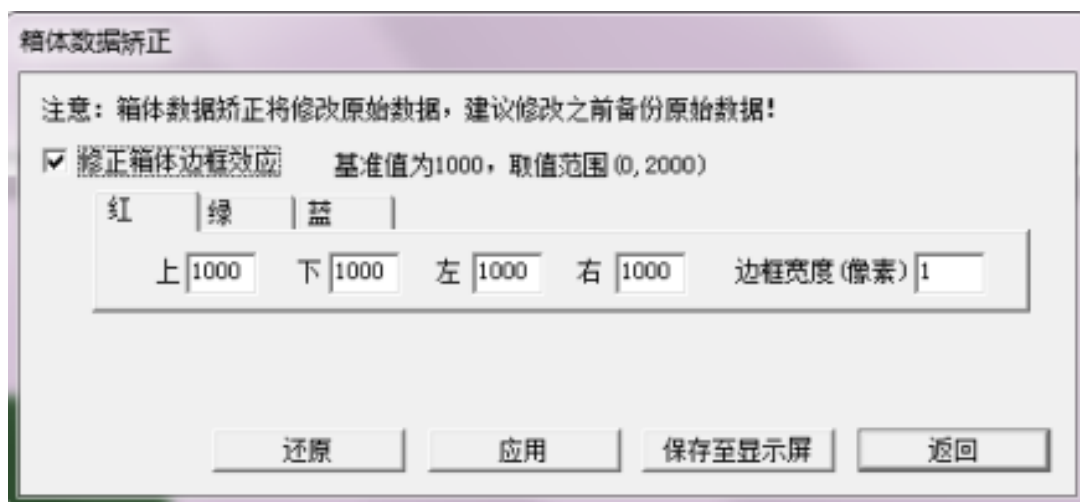 箱体数据矫正
注意：箱体数据矫正将修改原始数据，建议修改之前备份原始数据！
修正箱体边框效应 基准值为1000，取值范围(0,2000)
红 绿 蓝
上 1000 下 1000 左 1000 右 1000 边框宽度(像素) 1
还原 应用 保存至显示屏 返回